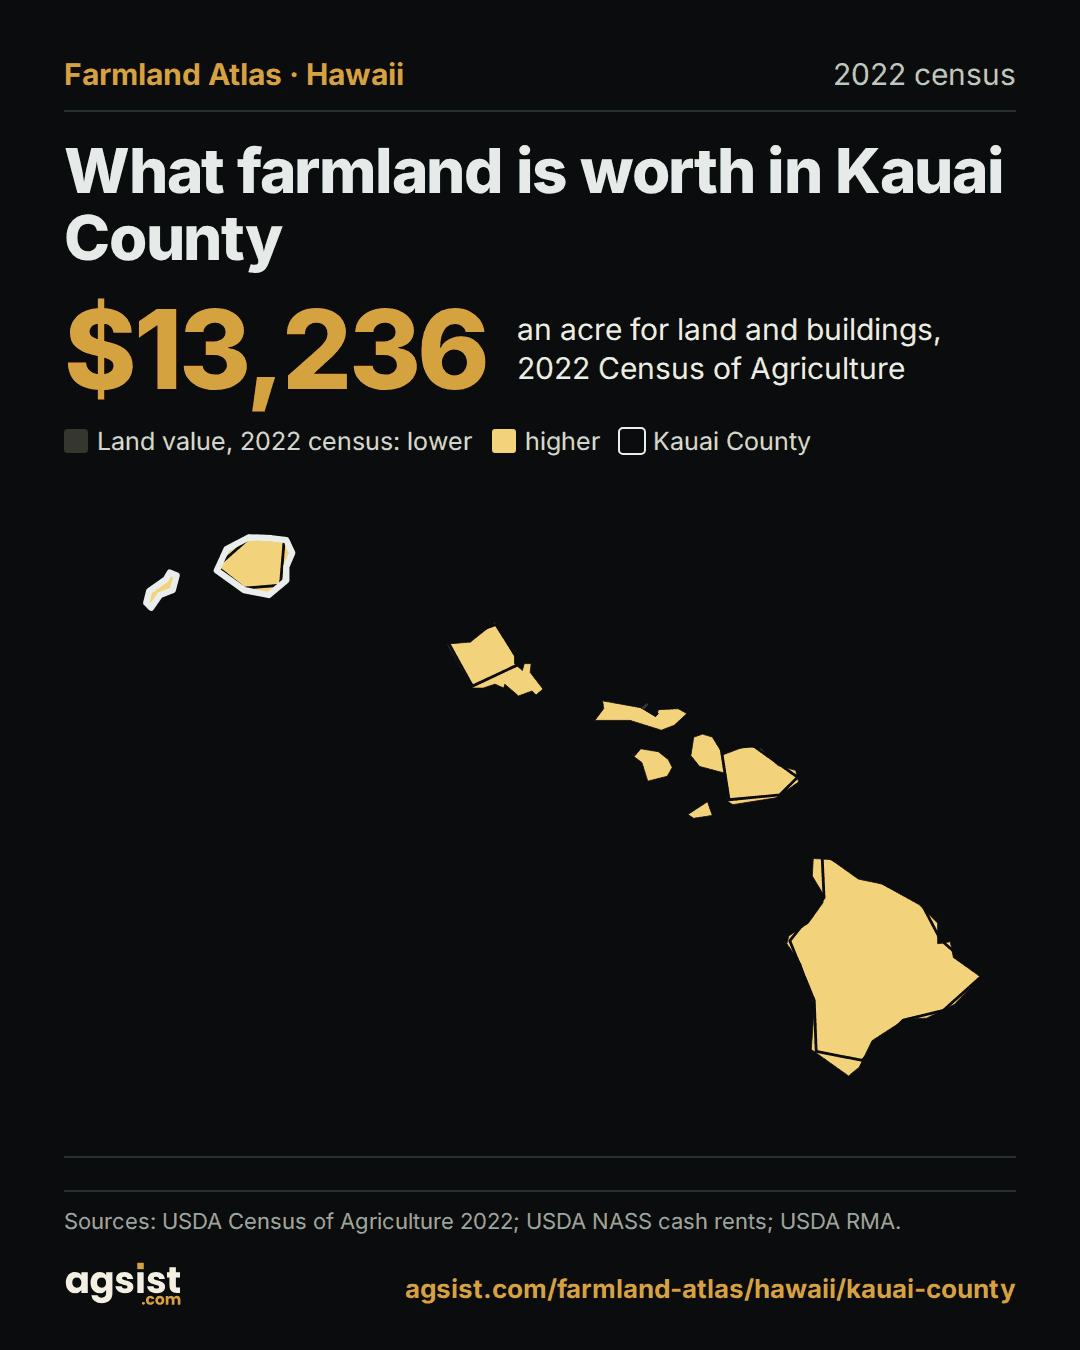 Farmland Atlas · Hawaii
2022 census
What farmland is worth in Kauai
County
$13,236
an acre for land and buildings,
2022 Census of Agriculture
Land value, 2022 census: lower
higher
Kauai County
Sources: USDA Census of Agriculture 2022; USDA NASS cash rents; USDA RMA.
agsist
.com
agsist.com/farmland-atlas/hawaii/kauai-county